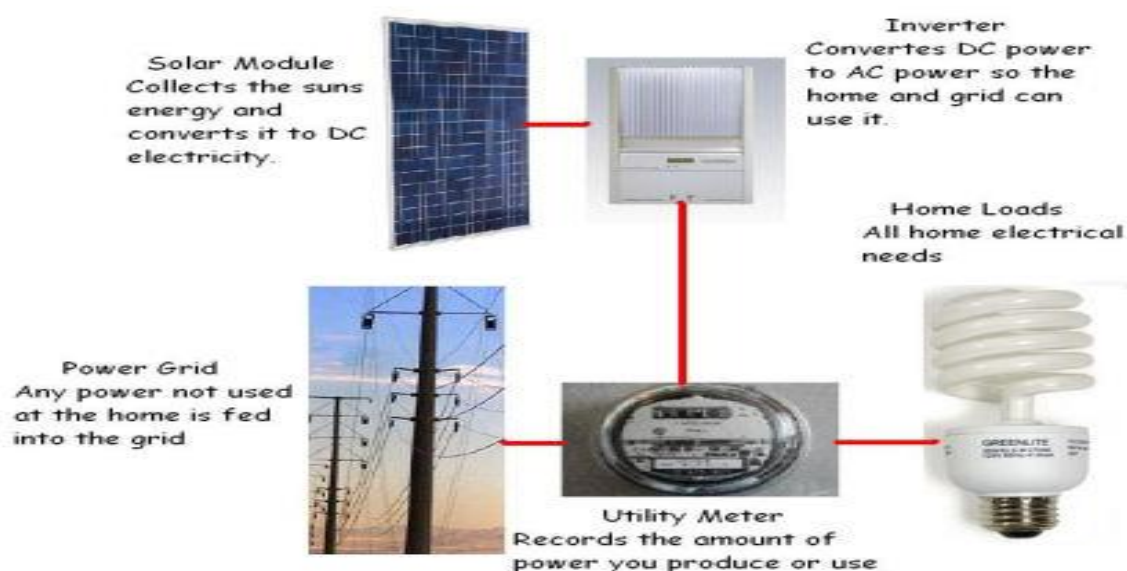 Solar Module
Collects the suns
energy and
converts it to DC
electricity.
Inverter
Convertes DC power
to AC power so the
home and grid can
use it.
Home Loads
All home electrical
needs
Power Grid
Any power not used
at the home is fed
into the grid
GREENLITE
Utility Meter
Records the amount of
power you produce or use